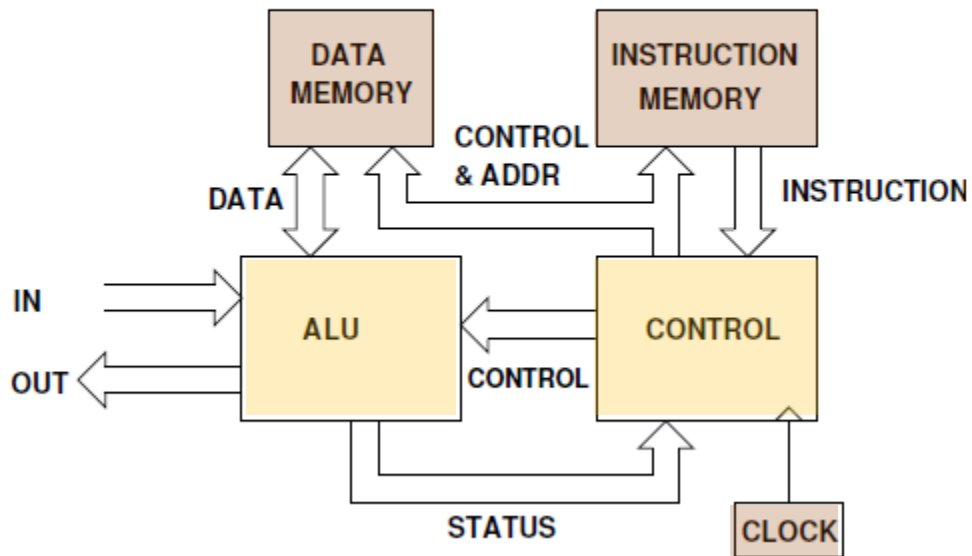 DATA
MEMORY
INSTRUCTION
MEMORY
CONTROL
& ADDR
DATA
INSTRUCTION
IN
ALU
CONTROL
OUT
CONTROL
STATUS
CLOCK